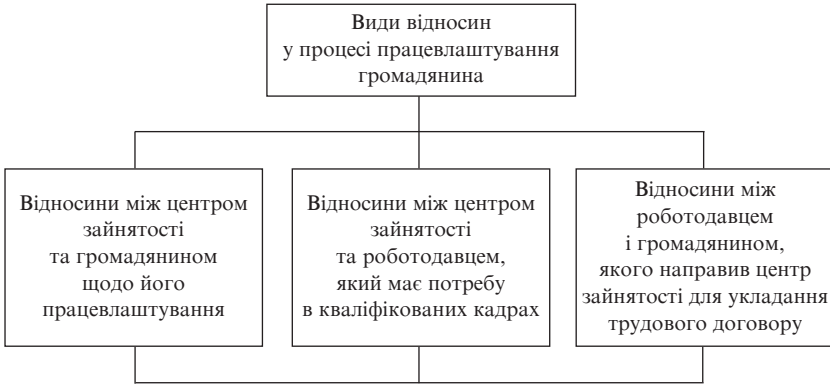 Види відносин
у процесі працевлаштування
громадянина
Відносини між центром
зайнятості
та громадянином
щодо його
працевлаштування
Відносини між центром
зайнятості
та роботодавцем,
який має потребу
в кваліфікованих кадрах
Відносини між
роботодавцем
і громадянином,
якого направив центр
зайнятості для укладання
трудового договору